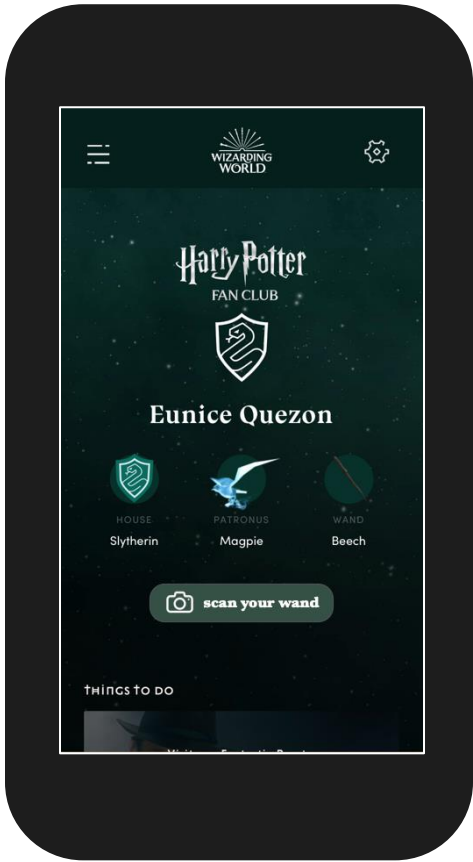 WIZARDING
WORLD
Harry Potter
FAN CLUB
Eunice Quezon
HOUSE
PATRONUS
WAND
Slytherin
Magpie
Beech
scan your wand
THINGS TO DO